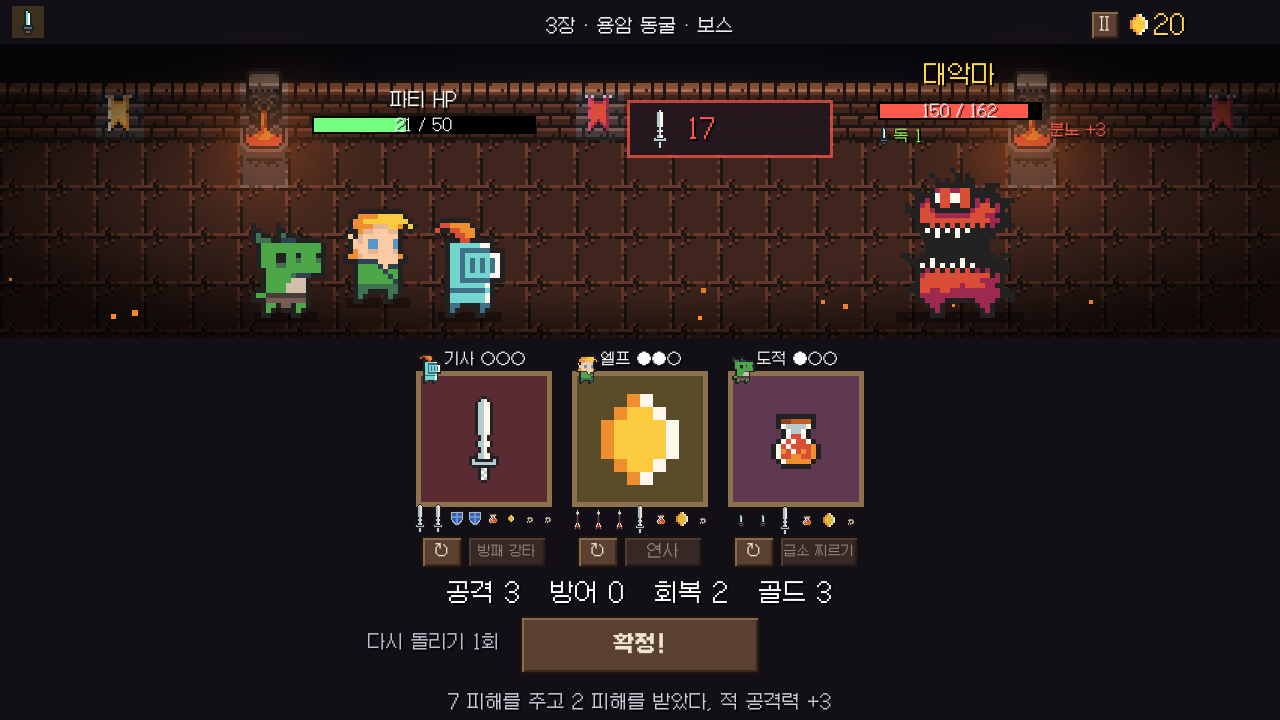 3장 · 용암 동굴 · 보스
II
20
대악마
파티 HP
21 / 50
17
150 / 162
독 1
분노 +3
기사
엘프
도적
방패 강타
연사
급소 찌르기
공격 3 방어 0 회복 2 골드 3
다시 돌리기 1회
확정!
7 피해를 주고 2 피해를 받았다, 적 공격력 +3